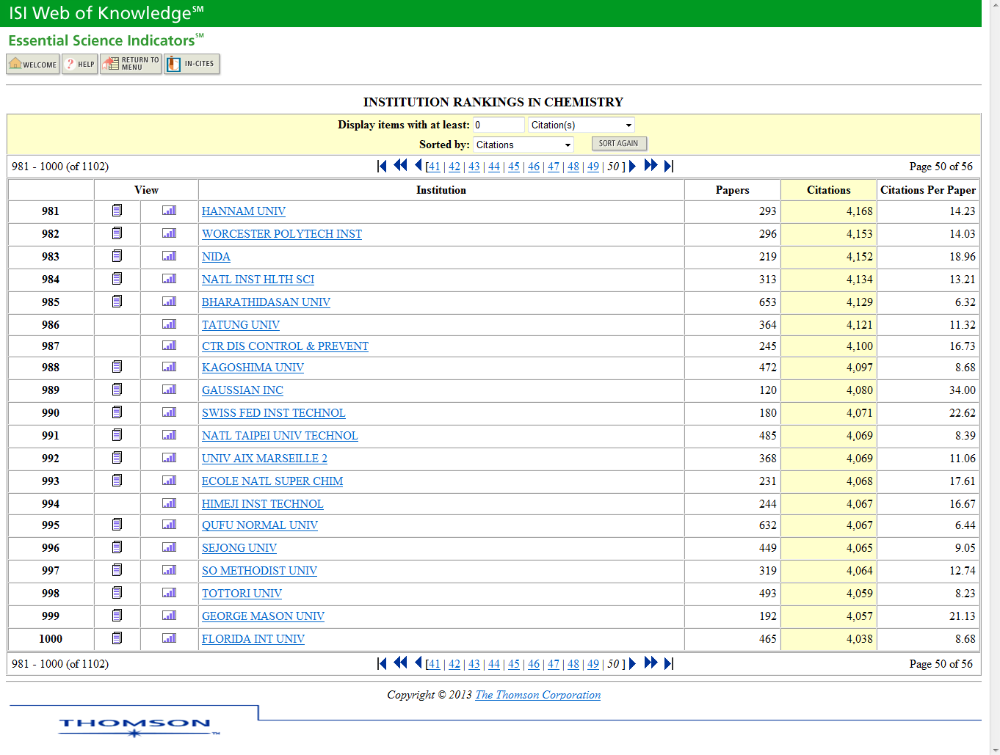 ISI Web of Knowledge℠
Essential Science Indicators℠
WELCOME ? HELP RETURN TO MENU IN-CITES
INSTITUTION RANKINGS IN CHEMISTRY
Display items with at least: 0 Citation(s)
Sorted by: Citations SORT AGAIN
981 - 1000 (of 1102) [41 | 42 | 43 | 44 | 45 | 46 | 47 | 48 | 49 | 50 ] Page 50 of 56
View Institution Papers Citations Citations Per Paper
981 HANNAM UNIV 293 4,168 14.23
982 WORCESTER POLYTECH INST 296 4,153 14.03
983 NIDA 219 4,152 18.96
984 NATL INST HLTH SCI 313 4,134 13.21
985 BHARATHIDASAN UNIV 653 4,129 6.32
986 TATUNG UNIV 364 4,121 11.32
987 CTR DIS CONTROL & PREVENT 245 4,100 16.73
988 KAGOSHIMA UNIV 472 4,097 8.68
989 GAUSSIAN INC 120 4,080 34.00
990 SWISS FED INST TECHNOL 180 4,071 22.62
991 NATL TAIPEI UNIV TECHNOL 485 4,069 8.39
992 UNIV AIX MARSEILLE 2 368 4,069 11.06
993 ECOLE NATL SUPER CHIM 231 4,068 17.61
994 HIMEJI INST TECHNOL 244 4,067 16.67
995 QUFU NORMAL UNIV 632 4,067 6.44
996 SEJONG UNIV 449 4,065 9.05
997 SO METHODIST UNIV 319 4,064 12.74
998 TOTTORI UNIV 493 4,059 8.23
999 GEORGE MASON UNIV 192 4,057 21.13
1000 FLORIDA INT UNIV 465 4,038 8.68
981 - 1000 (of 1102) [41 | 42 | 43 | 44 | 45 | 46 | 47 | 48 | 49 | 50 ] Page 50 of 56
Copyright © 2013 The Thomson Corporation
THOMSON ™